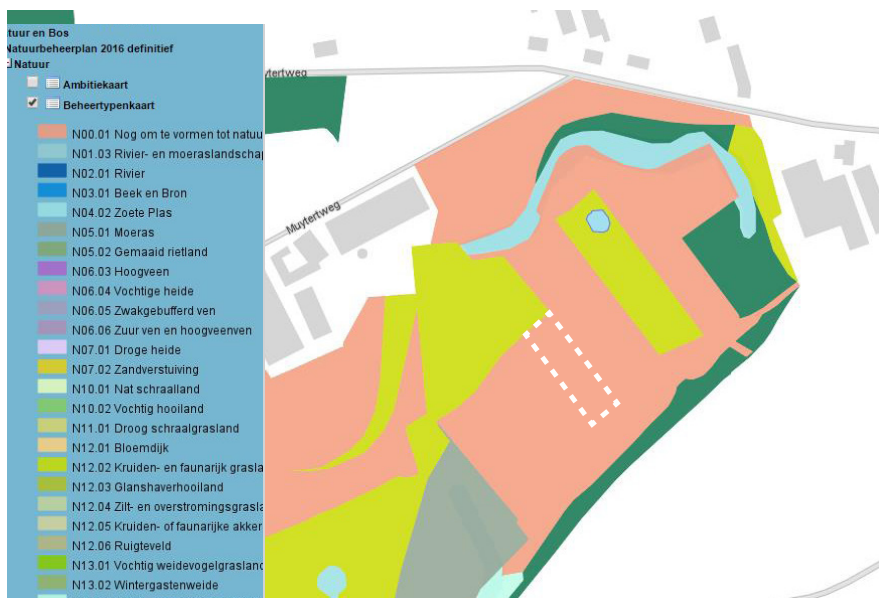 tuur en Bos
Natuurbeheerplan 2016 definitief
Natuur
Ambitiekaart
Beheertypenkaart
N00.01 Nog om te vormen tot natuu
N01.03 Rivier- en moeraslandschap
N02.01 Rivier
N03.01 Beek en Bron
N04.02 Zoete Plas
N05.01 Moeras
N05.02 Gemaaid rietland
N06.03 Hoogveen
N06.04 Vochtige heide
N06.05 Zwakgebufferd ven
N06.06 Zuur ven en hoogveenven
N07.01 Droge heide
N07.02 Zandverstuiving
N10.01 Nat schraalland
N10.02 Vochtig hooiland
N11.01 Droog schraalgrasland
N12.01 Bloemdijk
N12.02 Kruiden- en faunarijk grasla
N12.03 Glanshaverhooiland
N12.04 Zilt- en overstromingsgrasla
N12.05 Kruiden- of faunarijke akker
N12.06 Ruigteveld
N13.01 Vochtig weidevogelgrasland
N13.02 Wintergastenweide
uytertweg
Muytertweg